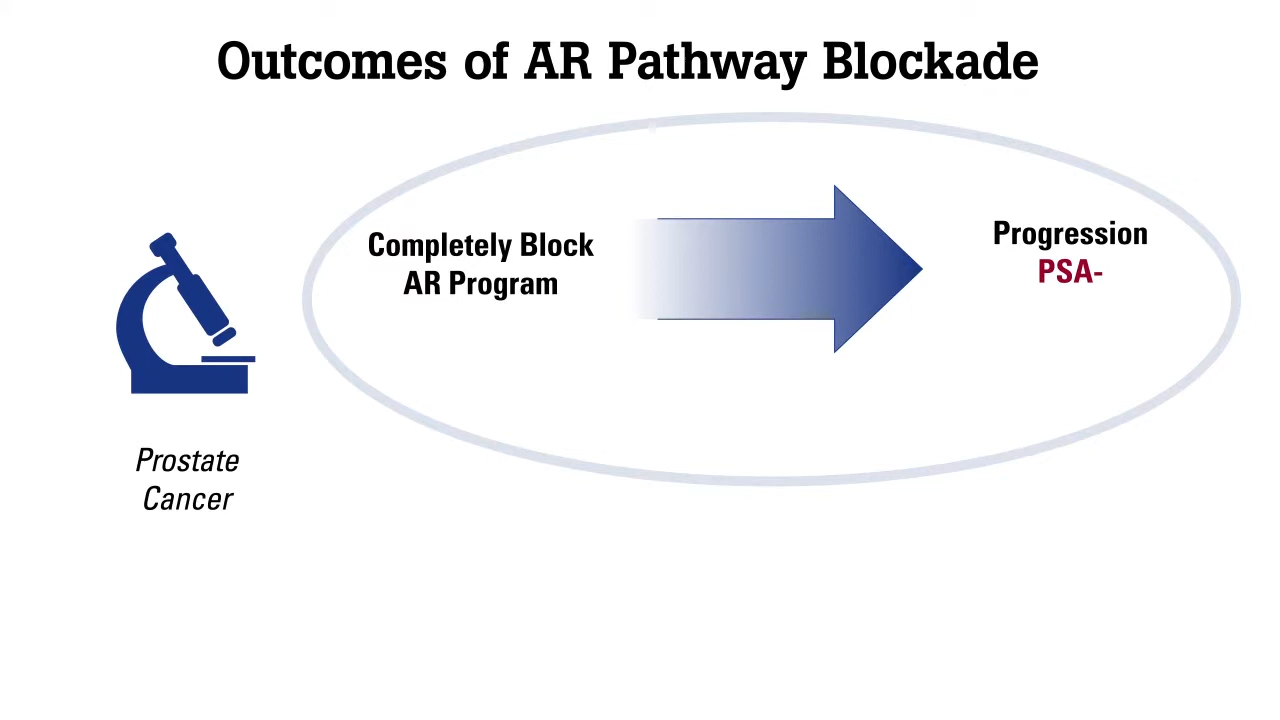 Outcomes of AR Pathway Blockade
Completely Block
AR Program
Progression
PSA-
Prostate
Cancer